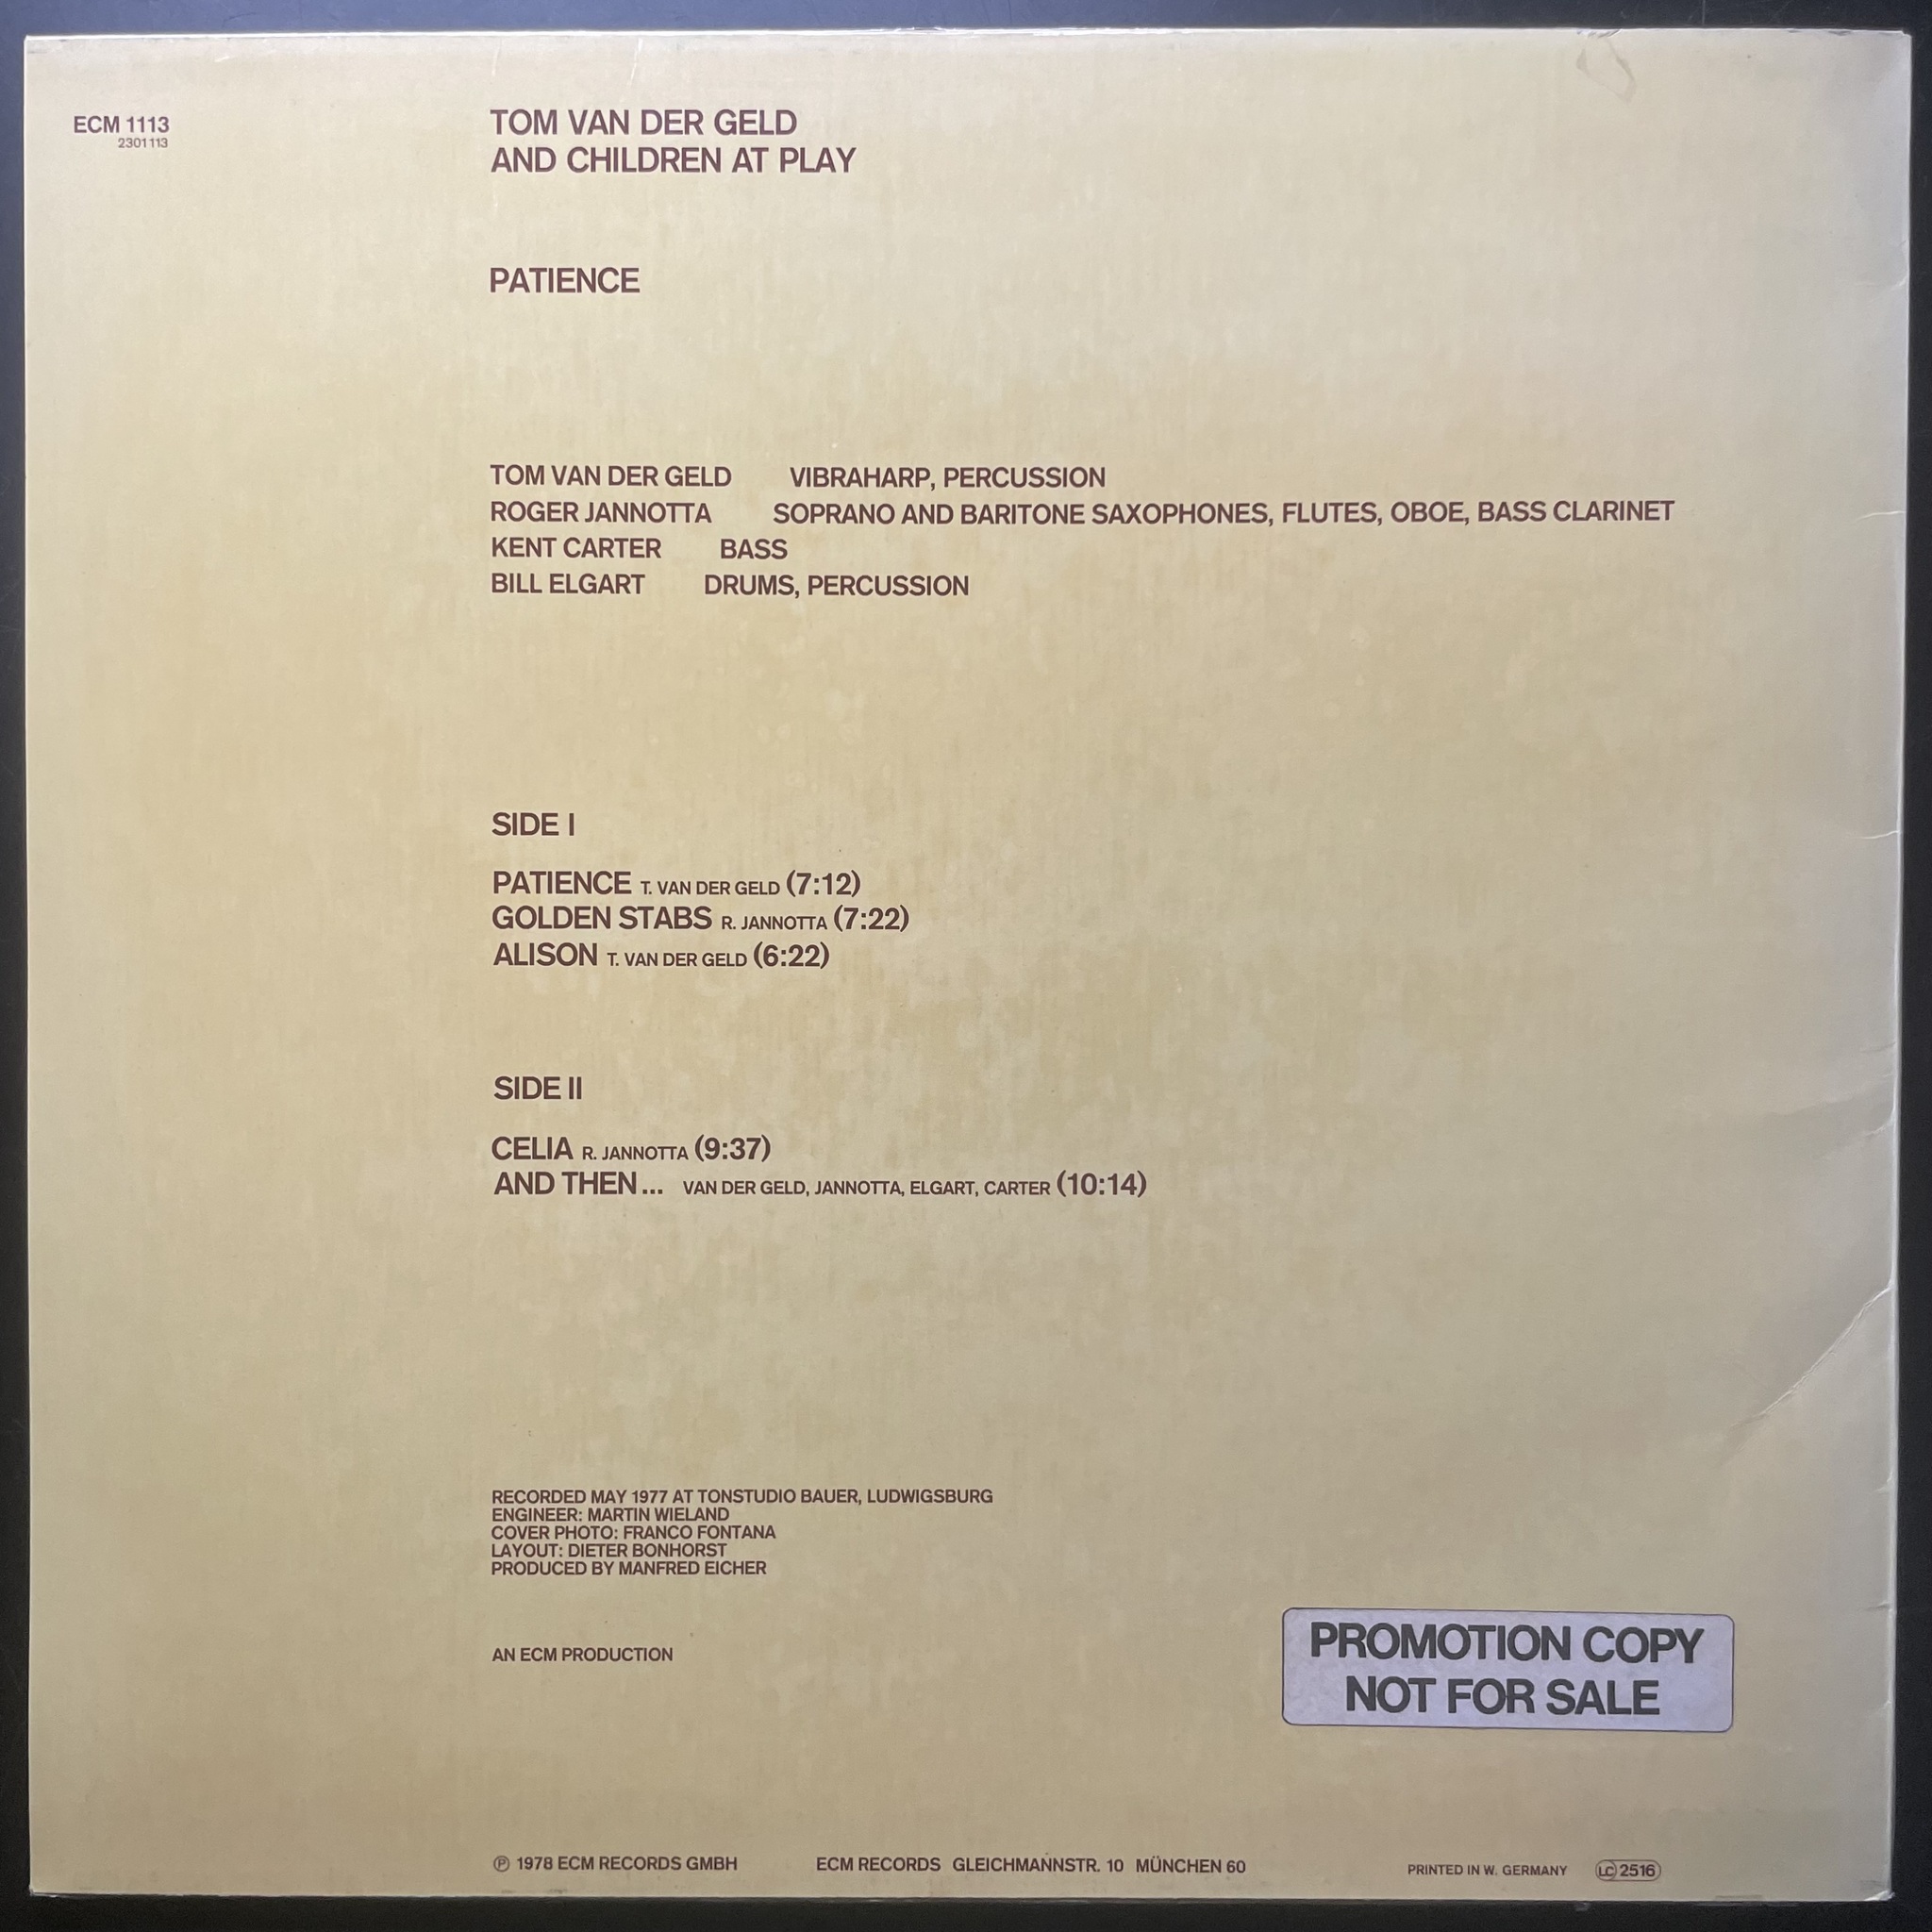 ECM 1113
2301113
TOM VAN DER GELD
AND CHILDREN AT PLAY
PATIENCE
TOM VAN DER GELD VIBRAHARP, PERCUSSION
ROGER JANNOTTA SOPRANO AND BARITONE SAXOPHONES, FLUTES, OBOE, BASS CLARINET
KENT CARTER BASS
BILL ELGART DRUMS, PERCUSSION
SIDE I
PATIENCE T. VAN DER GELD (7:12)
GOLDEN STABS R. JANNOTTA (7:22)
ALISON T. VAN DER GELD (6:22)
SIDE II
CELIA R. JANNOTTA (9:37)
AND THEN... VAN DER GELD, JANNOTTA, ELGART, CARTER (10:14)
RECORDED MAY 1977 AT TONSTUDIO BAUER, LUDWIGSBURG
ENGINEER: MARTIN WIELAND
COVER PHOTO: FRANCO FONTANA
LAYOUT: DIETER BONHORST
PRODUCED BY MANFRED EICHER
AN ECM PRODUCTION
PROMOTION COPY
NOT FOR SALE
℗ 1978 ECM RECORDS GMBH ECM RECORDS GLEICHMANNSTR. 10 MÜNCHEN 60 PRINTED IN W. GERMANY LC 2516